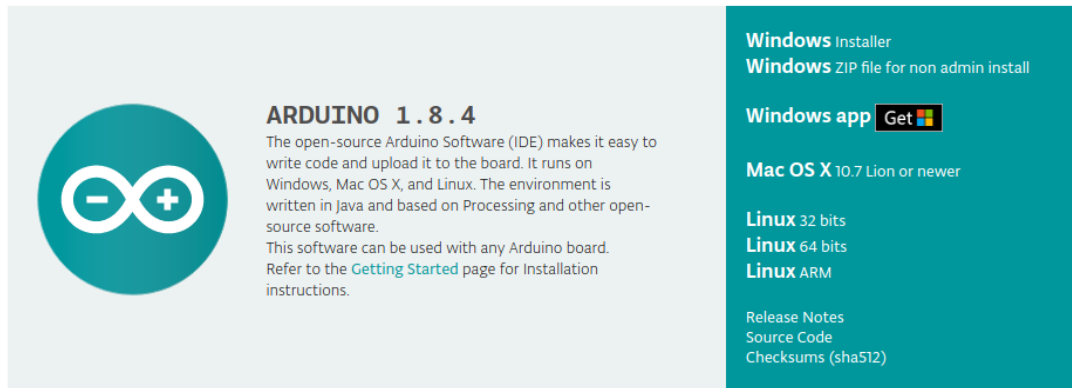 ARDUINO 1.8.4
The open-source Arduino Software (IDE) makes it easy to
write code and upload it to the board. It runs on
Windows, Mac OS X, and Linux. The environment is
written in Java and based on Processing and other open-
source software.
This software can be used with any Arduino board.
Refer to the Getting Started page for Installation
instructions.
Windows Installer
Windows ZIP file for non admin install
Windows app Get
Mac OS X 10.7 Lion or newer
Linux 32 bits
Linux 64 bits
Linux ARM
Release Notes
Source Code
Checksums (sha512)